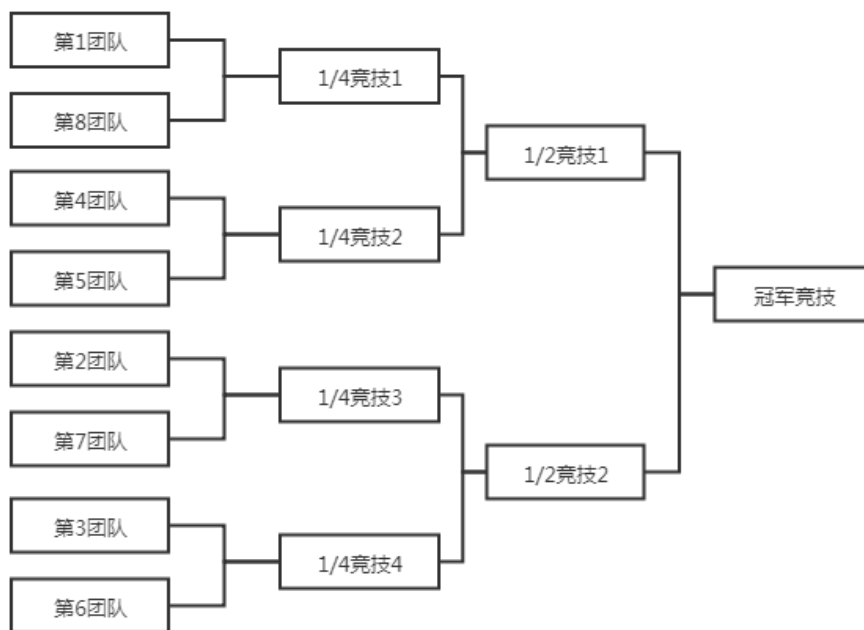 第1团队
第8团队
第4团队
第5团队
第2团队
第7团队
第3团队
第6团队
1/4竞技1
1/4竞技2
1/4竞技3
1/4竞技4
1/2竞技1
1/2竞技2
冠军竞技